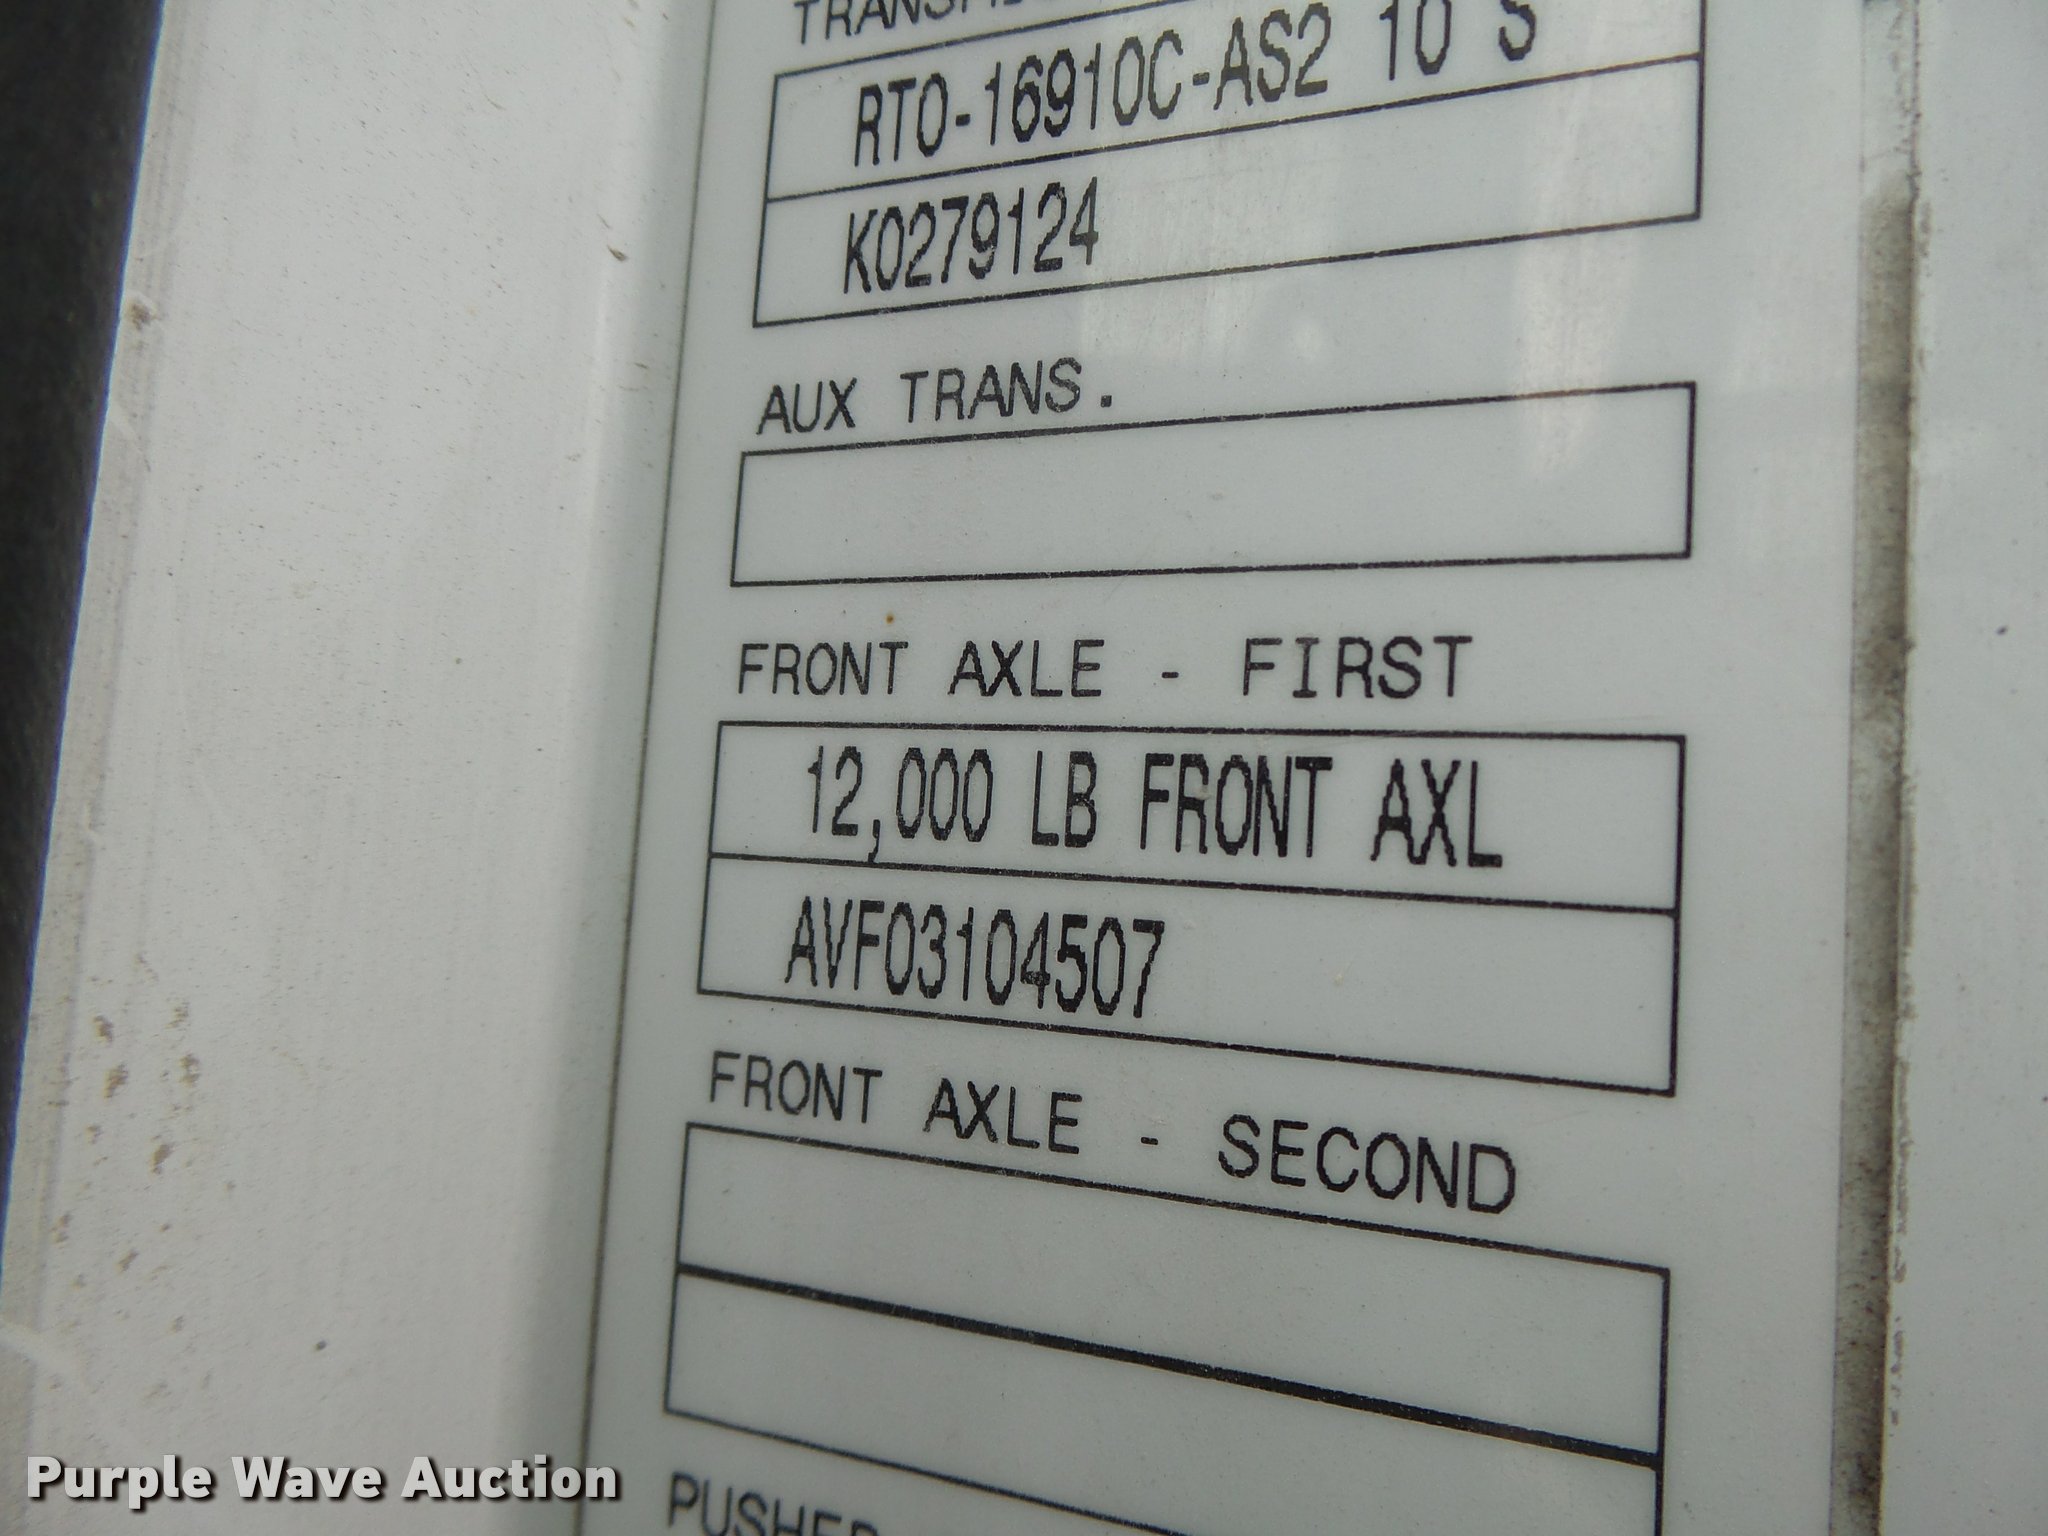 RTO-16910C-AS2 10 S
K0279124
AUX TRANS.
FRONT AXLE - FIRST
12,000 LB FRONT AXL
AVF03104507
FRONT AXLE - SECOND
PUSHER
Purple Wave Auction